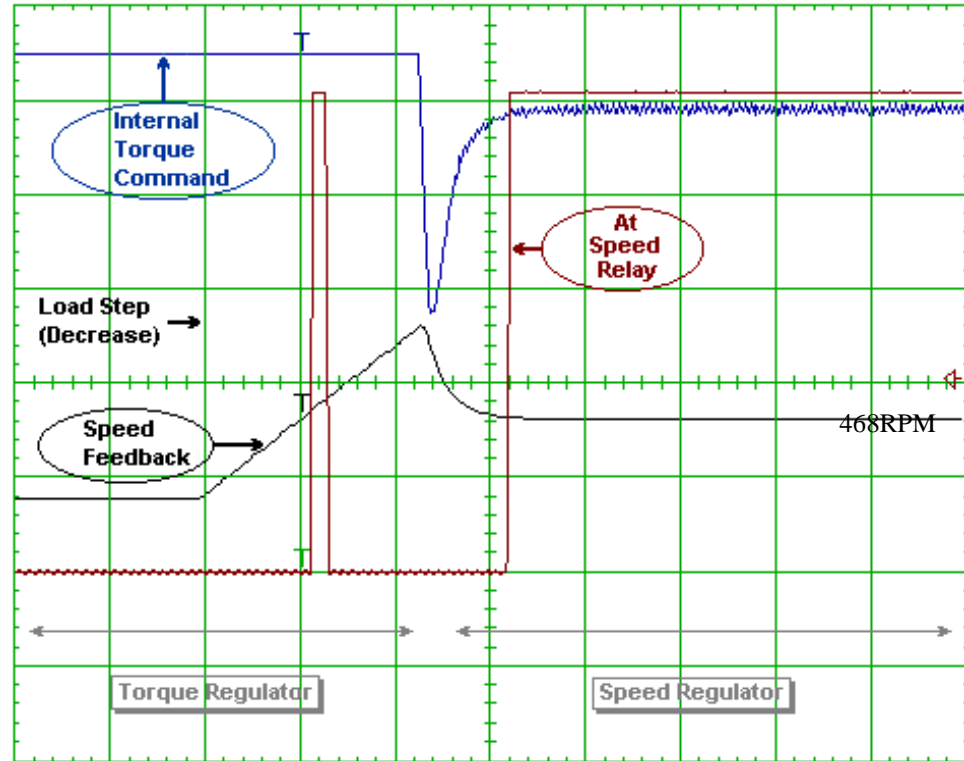 T
Internal
Torque
Command
At
Speed
Relay
Load Step
(Decrease)
T
Speed
Feedback
468RPM
T
Torque Regulator
Speed Regulator